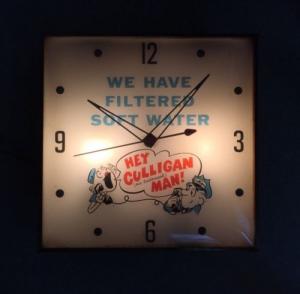 12
WE HAVE
FILTERED
SOFT WATER
9
3
HEY
CULLIGAN
MAN!
6